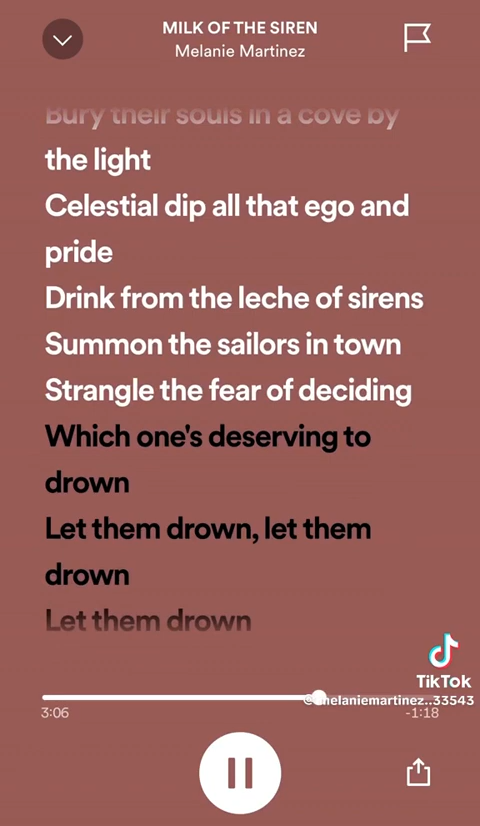 MILK OF THE SIREN
Melanie Martinez
Bury their souls in a cove by
the light
Celestial dip all that ego and
pride
Drink from the leche of sirens
Summon the sailors in town
Strangle the fear of deciding
Which one's deserving to
drown
Let them drown, let them
drown
Let them drown
TikTok
@melaniemartinez..33543
3:06
-1:18